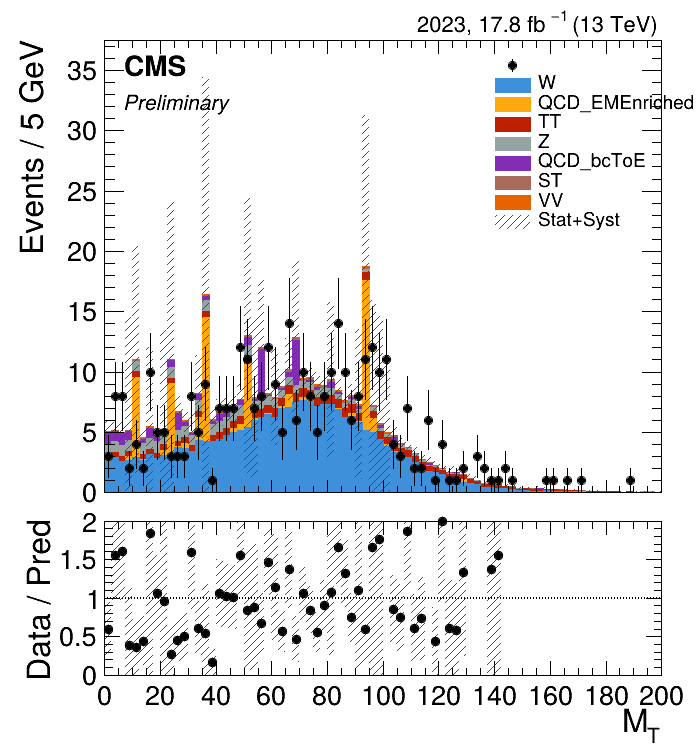 2023, 17.8 fb⁻¹ (13 TeV)
CMS
Preliminary
W
QCD_EMEnriched
TT
Z
QCD_bcToE
ST
VV
Stat+Syst
Events / 5 GeV
35
30
25
20
15
10
5
0
Data / Pred
2
1.5
1
0.5
0
0 20 40 60 80 100 120 140 160 180 200
M_T